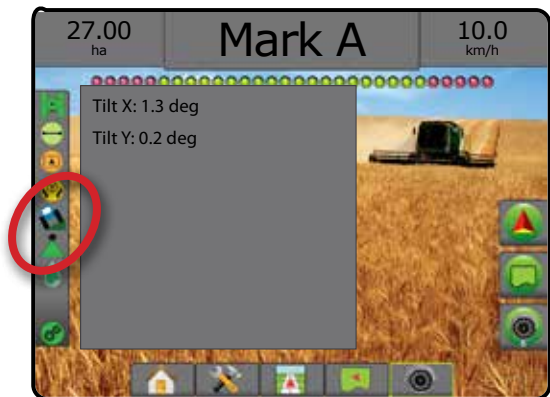 27.00
ha
Mark A
10.0
km/h
Tilt X: 1.3 deg
Tilt Y: 0.2 deg